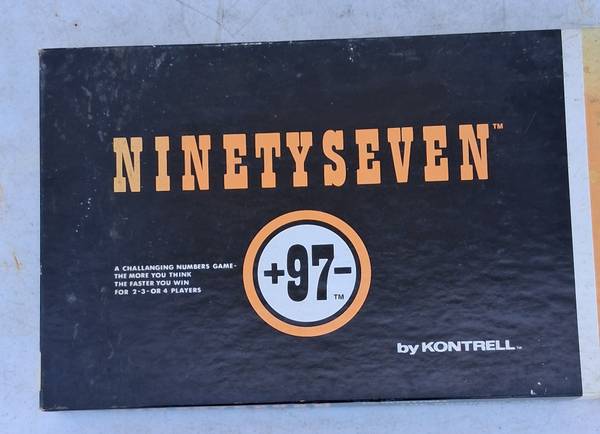 NINETYSEVEN™
A CHALLANGING NUMBERS GAME-
THE MORE YOU THINK
THE FASTER YOU WIN
FOR 2-3-OR 4 PLAYERS
+97-
TM
by KONTRELL™